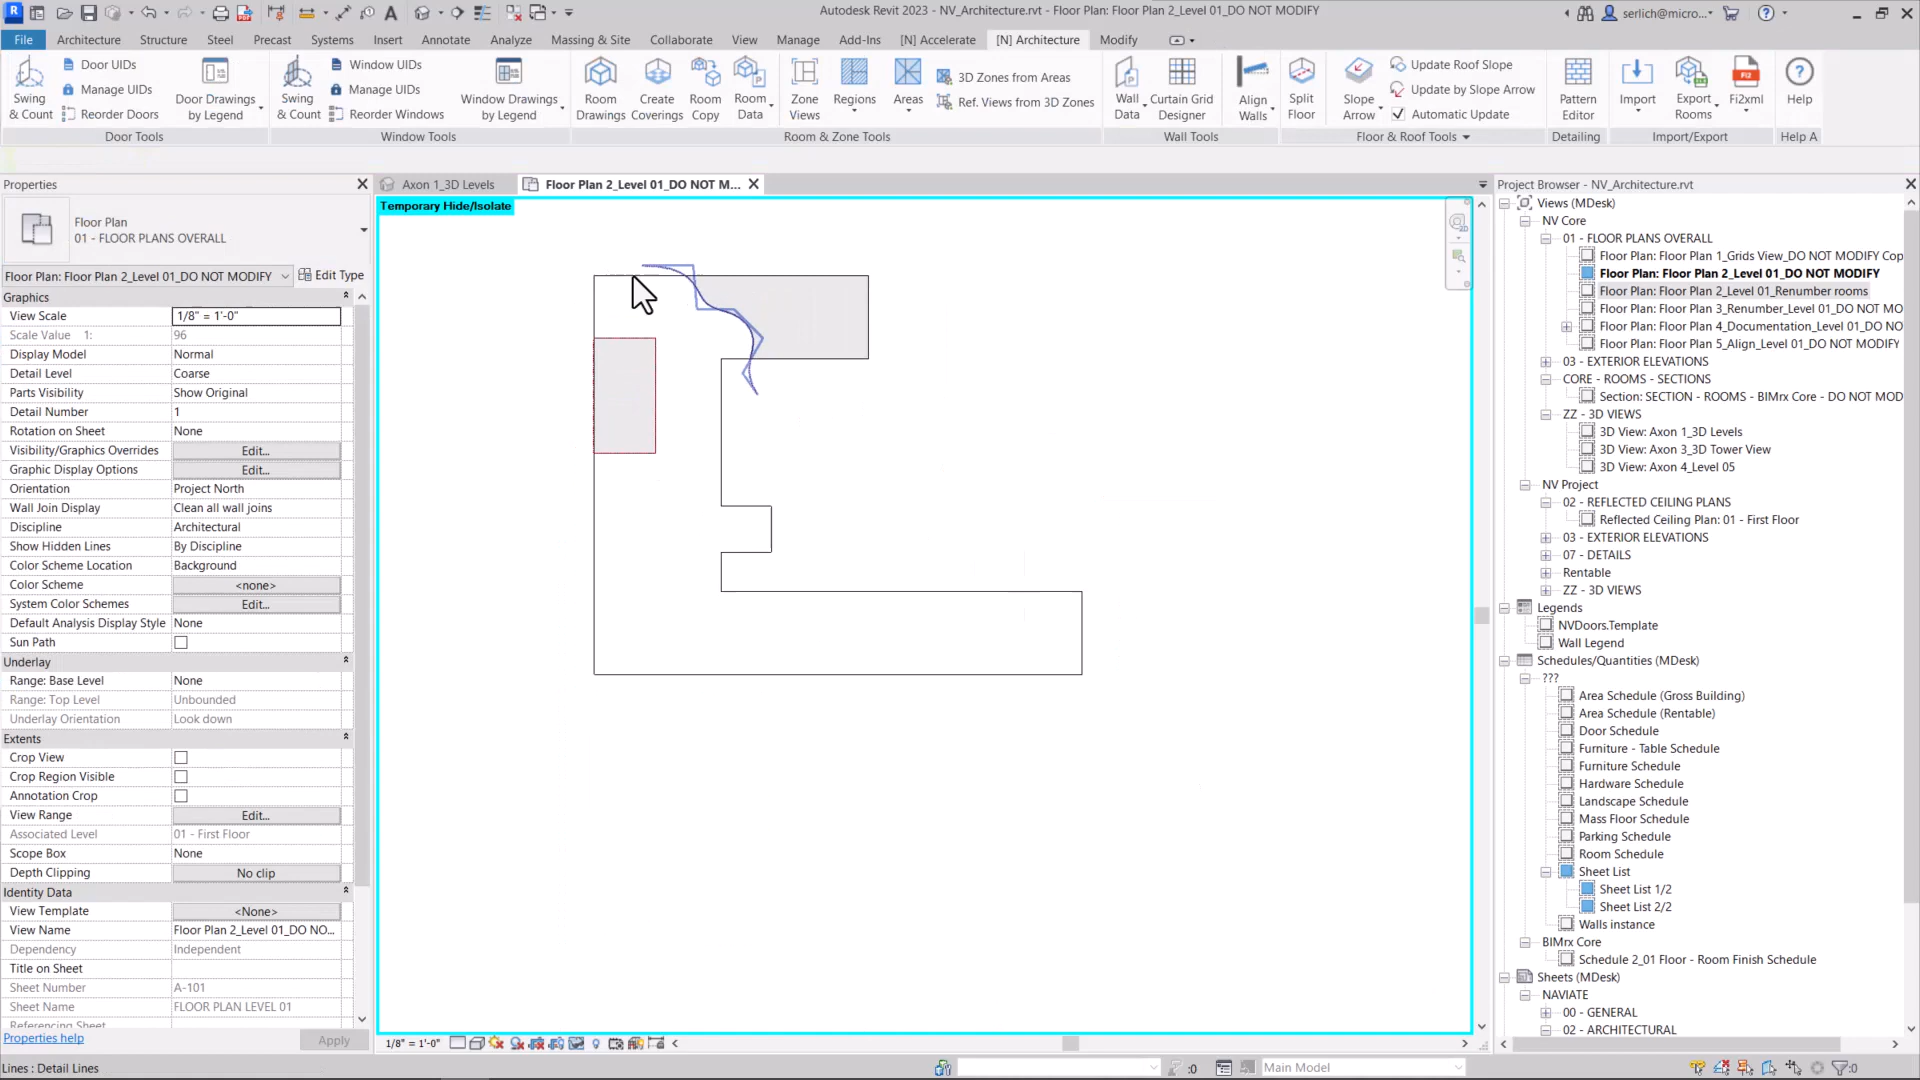 Autodesk Revit 2023 - NV_Architecture.rvt - Floor Plan: Floor Plan 2_Level 01_DO NOT MODIFY
serlich@micro...
File Architecture Structure Steel Precast Systems Insert Annotate Analyze Massing & Site Collaborate View Manage Add-Ins [N] Accelerate [N] Architecture Modify
Swing & Count
Door UIDs
Manage UIDs
Reorder Doors
Door Drawings by Legend
Door Tools
Swing & Count
Window UIDs
Manage UIDs
Reorder Windows
Window Drawings by Legend
Window Tools
Room Drawings
Create Coverings
Room Copy
Room Data
Zone Views
Regions
Areas
3D Zones from Areas
Ref. Views from 3D Zones
Room & Zone Tools
Wall Data
Curtain Grid Designer
Align Walls
Wall Tools
Split Floor
Slope Arrow
Update Roof Slope
Update by Slope Arrow
Automatic Update
Floor & Roof Tools
Pattern Editor
Detailing
Import
Export Rooms
Fi2xml
Import/Export
Help
Help A
Properties
Floor Plan
01 - FLOOR PLANS OVERALL
Floor Plan: Floor Plan 2_Level 01_DO NOT MODIFY
Edit Type
Graphics
View Scale 1/8" = 1'-0"
Scale Value 1: 96
Display Model Normal
Detail Level Coarse
Parts Visibility Show Original
Detail Number 1
Rotation on Sheet None
Visibility/Graphics Overrides Edit...
Graphic Display Options Edit...
Orientation Project North
Wall Join Display Clean all wall joins
Discipline Architectural
Show Hidden Lines By Discipline
Color Scheme Location Background
Color Scheme <none>
System Color Schemes Edit...
Default Analysis Display Style None
Sun Path
Underlay
Range: Base Level None
Range: Top Level Unbounded
Underlay Orientation Look down
Extents
Crop View
Crop Region Visible
Annotation Crop
View Range Edit...
Associated Level 01 - First Floor
Scope Box None
Depth Clipping No clip
Identity Data
View Template <None>
View Name Floor Plan 2_Level 01_DO NO...
Dependency Independent
Title on Sheet
Sheet Number A-101
Sheet Name FLOOR PLAN LEVEL 01
Referencing Sheet
Properties help
Apply
Axon 1_3D Levels
Floor Plan 2_Level 01_DO NOT M...
Temporary Hide/Isolate
1/8" = 1'-0"
Project Browser - NV_Architecture.rvt
Views (MDesk)
NV Core
01 - FLOOR PLANS OVERALL
Floor Plan: Floor Plan 1_Grids View_DO NOT MODIFY Cop
Floor Plan: Floor Plan 2_Level 01_DO NOT MODIFY
Floor Plan: Floor Plan 2_Level 01_Renumber rooms
Floor Plan: Floor Plan 3_Renumber_Level 01_DO NOT MO
Floor Plan: Floor Plan 4_Documentation_Level 01_DO NO
Floor Plan: Floor Plan 5_Align_Level 01_DO NOT MODIFY
03 - EXTERIOR ELEVATIONS
CORE - ROOMS - SECTIONS
Section: SECTION - ROOMS - BIMrx Core - DO NOT MOD
ZZ - 3D VIEWS
3D View: Axon 1_3D Levels
3D View: Axon 3_3D Tower View
3D View: Axon 4_Level 05
NV Project
02 - REFLECTED CEILING PLANS
Reflected Ceiling Plan: 01 - First Floor
03 - EXTERIOR ELEVATIONS
07 - DETAILS
Rentable
ZZ - 3D VIEWS
Legends
NVDoors.Template
Wall Legend
Schedules/Quantities (MDesk)
???
Area Schedule (Gross Building)
Area Schedule (Rentable)
Door Schedule
Furniture - Table Schedule
Furniture Schedule
Hardware Schedule
Landscape Schedule
Mass Floor Schedule
Parking Schedule
Room Schedule
Sheet List
Sheet List 1/2
Sheet List 2/2
Walls instance
BIMrx Core
Schedule 2_01 Floor - Room Finish Schedule
Sheets (MDesk)
NAVIATE
00 - GENERAL
02 - ARCHITECTURAL
Lines : Detail Lines
:0
Main Model
:0